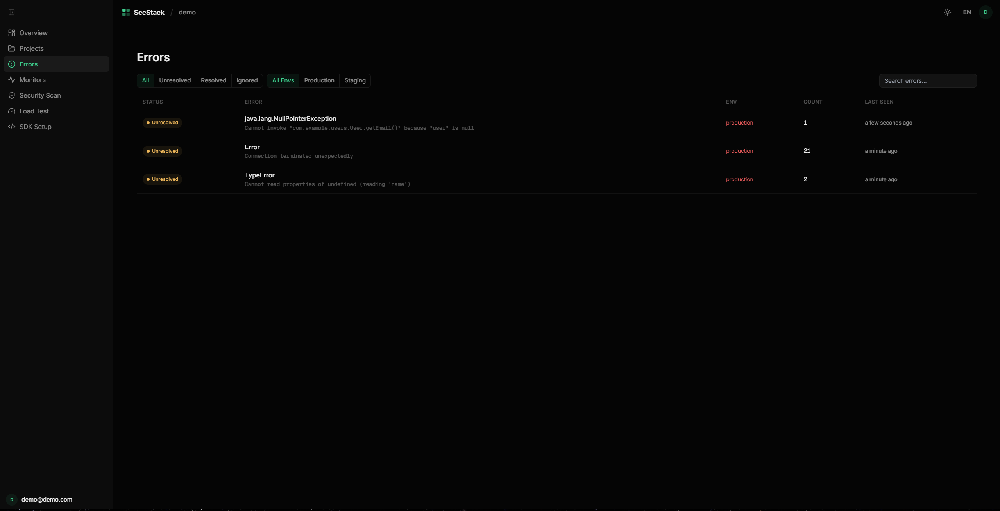 SeeStack / demo
EN
D
Overview
Projects
Errors
Monitors
Security Scan
Load Test
SDK Setup
Errors
All Unresolved Resolved Ignored All Envs Production Staging
Search errors...
STATUS ERROR ENV COUNT LAST SEEN
Unresolved java.lang.NullPointerException production 1 a few seconds ago
Cannot invoke "com.example.users.User.getEmail()" because "user" is null
Unresolved Error production 21 a minute ago
Connection terminated unexpectedly
Unresolved TypeError production 2 a minute ago
Cannot read properties of undefined (reading 'name')
D demo@demo.com